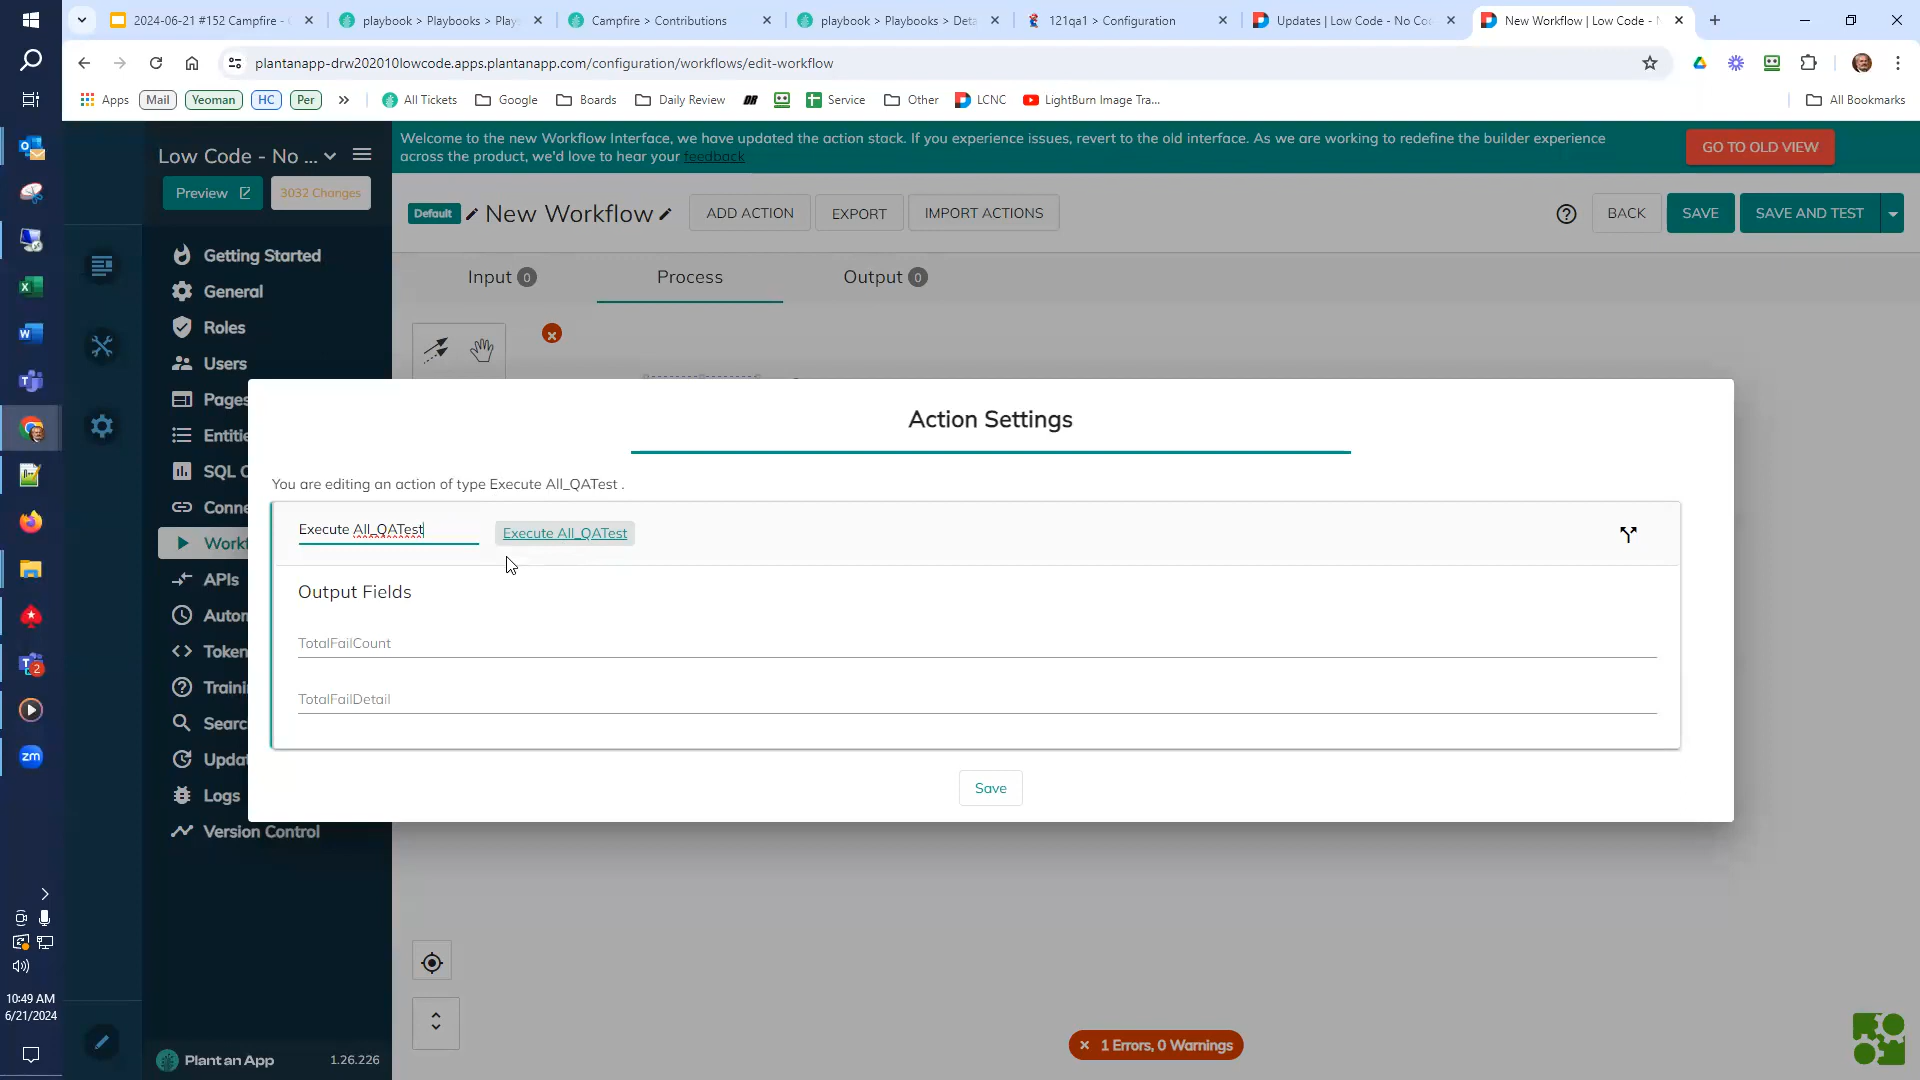 2024-06-21 #152 Campfire -
playbook > Playbooks > Play
Campfire > Contributions
playbook > Playbooks > Deta
121qa1 > Configuration
Updates | Low Code - No Co
New Workflow | Low Code -
plantanapp-drw202010lowcode.apps.plantanapp.com/configuration/workflows/edit-workflow
Apps
Mail
Yeoman
HC
Per
All Tickets
Google
Boards
Daily Review
Service
Other
LCNC
LightBurn Image Tra...
All Bookmarks
Low Code - No ...
Preview
3032 Changes
Welcome to the new Workflow Interface, we have updated the action stack. If you experience issues, revert to the old interface. As we are working to redefine the builder experience
across the product, we'd love to hear your feedback
GO TO OLD VIEW
Default
New Workflow
ADD ACTION
EXPORT
IMPORT ACTIONS
BACK
SAVE
SAVE AND TEST
Input 0
Process
Output 0
Getting Started
General
Roles
Users
Pages
Entitie
SQL C
Conne
Workf
APIs
Auton
Token
Traini
Searc
Updat
Logs
Version Control
Action Settings
You are editing an action of type Execute All_QATest .
Execute All_QATest
Execute All_QATest
Output Fields
TotalFailCount
TotalFailDetail
Save
1 Errors, 0 Warnings
Plant an App
1.26.226
zm
2
10:49 AM
6/21/2024